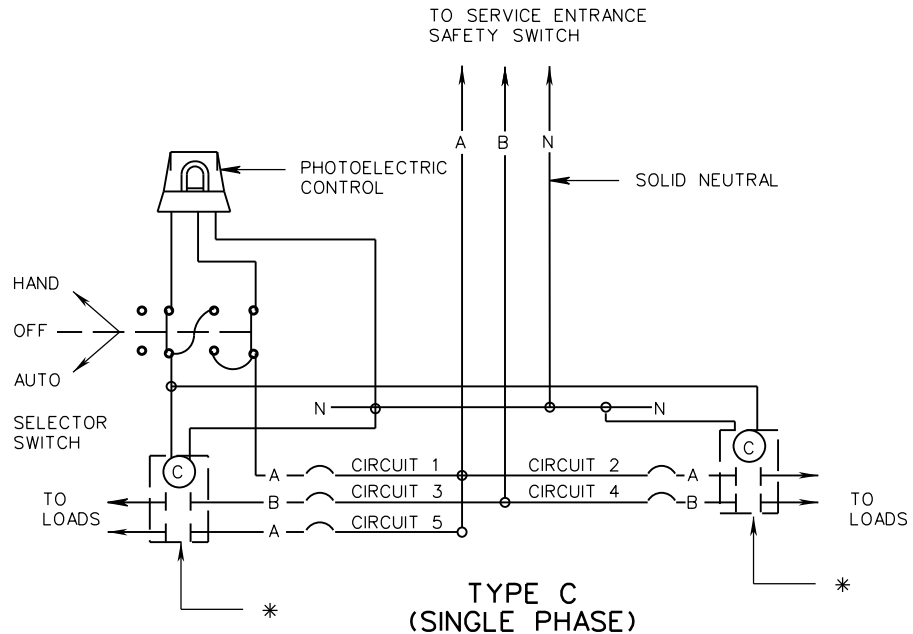 TO SERVICE ENTRANCE
SAFETY SWITCH
A
B
N
PHOTOELECTRIC
CONTROL
SOLID NEUTRAL
HAND
OFF
AUTO
SELECTOR
SWITCH
N
N
C
C
A
CIRCUIT 1
CIRCUIT 2
A
B
CIRCUIT 3
CIRCUIT 4
B
A
CIRCUIT 5
TO
LOADS
TO
LOADS
*
*
TYPE C
(SINGLE PHASE)